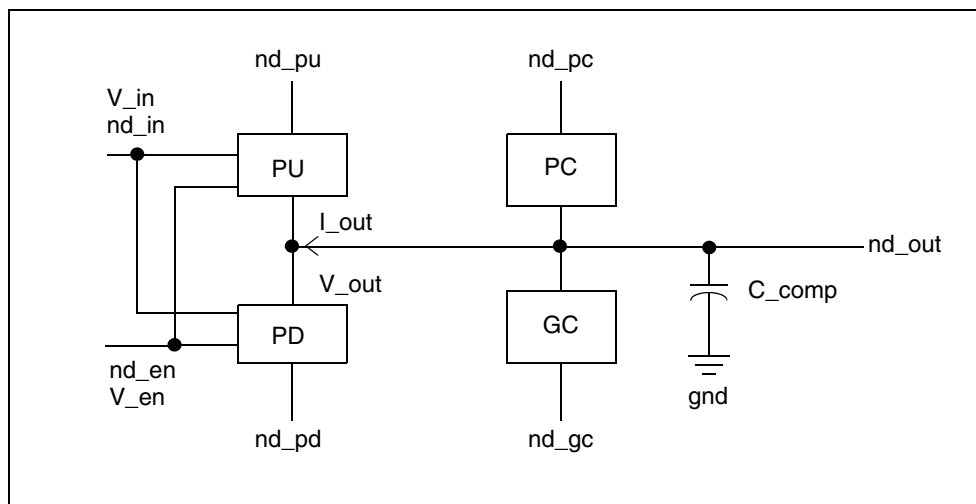 nd_pu
nd_pc
V_in
nd_in
PU
PC
I_out
nd_out
V_out
C_comp
PD
GC
nd_en
V_en
gnd
nd_pd
nd_gc